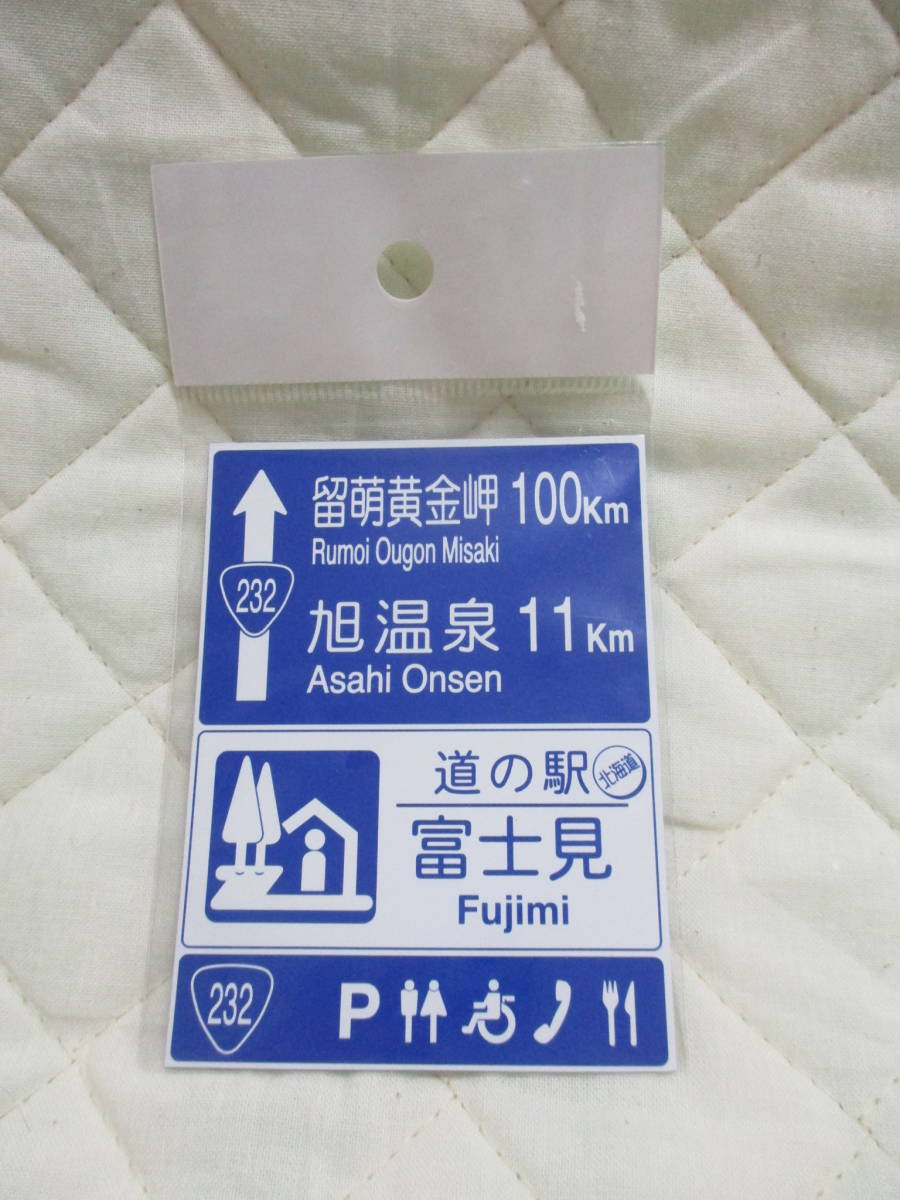 留萌黄金岬 100Km
Rumoi Ougon Misaki
232
旭温泉 11Km
Asahi Onsen
道の駅 北海道
富士見
Fujimi
232 P